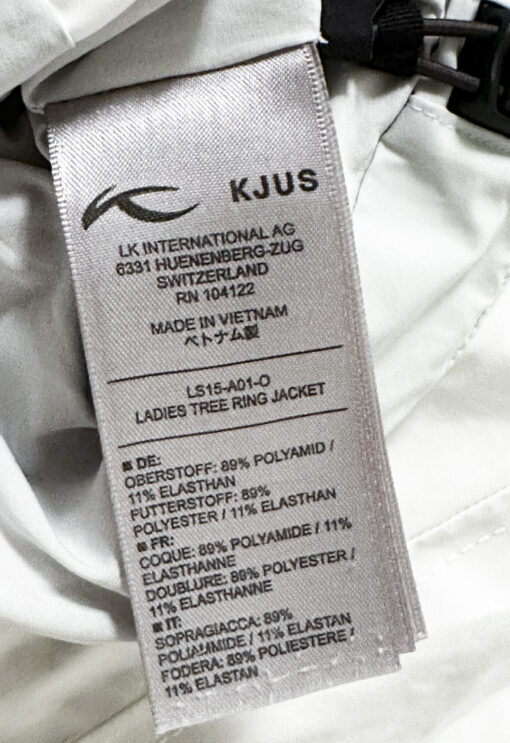 KJUS
LK INTERNATIONAL AG
6331 HUENENBERG-ZUG
SWITZERLAND
RN 104122
MADE IN VIETNAM
ベトナム製
LS15-A01-O
LADIES TREE RING JACKET
■ DE:
OBERSTOFF: 89% POLYAMID /
11% ELASTHAN
FUTTERSTOFF: 89%
POLYESTER / 11% ELASTHAN
■ FR:
COQUE: 89% POLYAMIDE / 11%
ELASTHANNE
DOUBLURE: 89% POLYESTER /
11% ELASTHANNE
■ IT:
SOPRAGIACCA: 89%
POLIAMMIDE / 11% ELASTAN
FODERA: 89% POLIESTERE /
11% ELASTAN